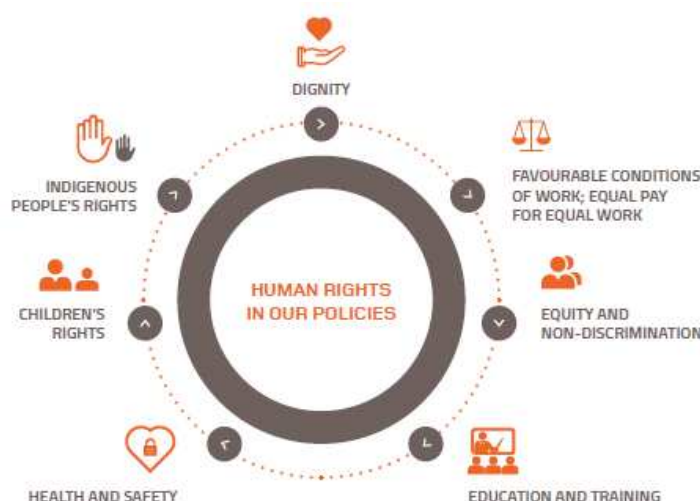 DIGNITY
FAVOURABLE CONDITIONS
OF WORK; EQUAL PAY
FOR EQUAL WORK
EQUITY AND
NON-DISCRIMINATION
EDUCATION AND TRAINING
HEALTH AND SAFETY
CHILDREN'S
RIGHTS
INDIGENOUS
PEOPLE'S RIGHTS
HUMAN RIGHTS
IN OUR POLICIES